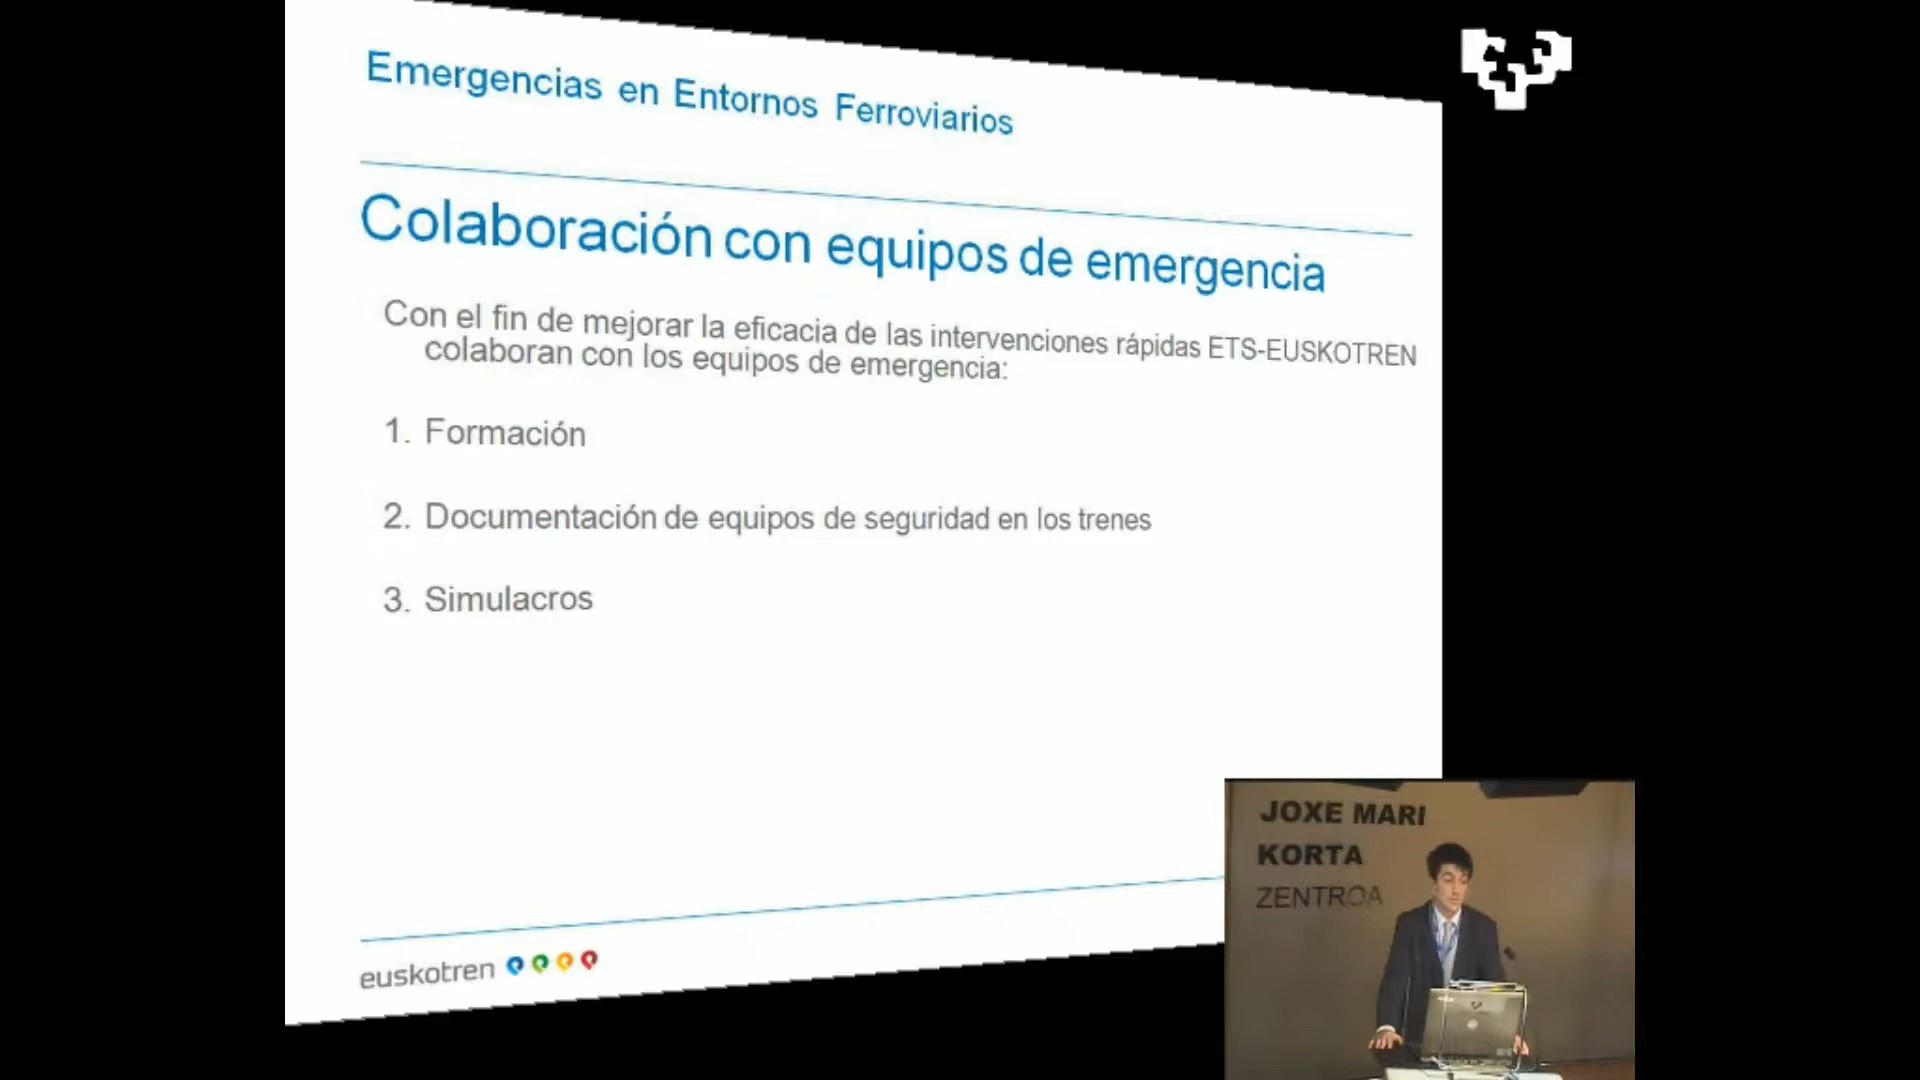 Emergencias en Entornos Ferroviarios
Colaboración con equipos de emergencia
Con el fin de mejorar la eficacia de las intervenciones rápidas ETS-EUSKOTREN
colaboran con los equipos de emergencia:
1. Formación
2. Documentación de equipos de seguridad en los trenes
3. Simulacros
euskotren
JOXE MARI
KORTA
ZENTROA